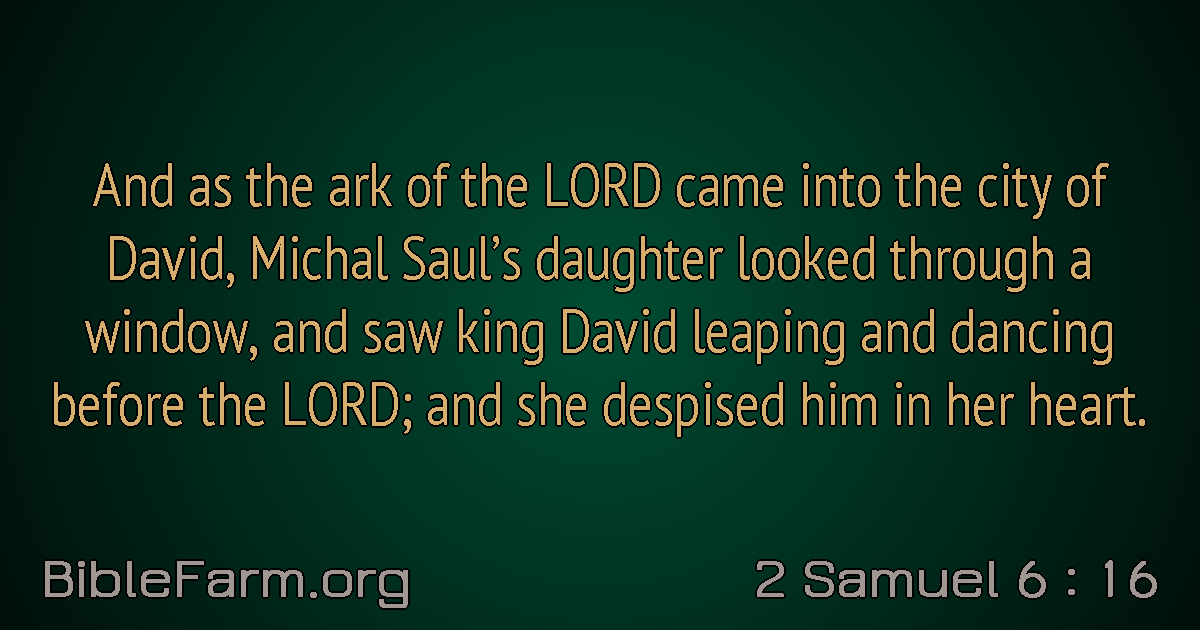 And as the ark of the LORD came into the city of
David, Michal Saul’s daughter looked through a
window, and saw king David leaping and dancing
before the LORD; and she despised him in her heart.
BibleFarm.org
2 Samuel 6 : 16